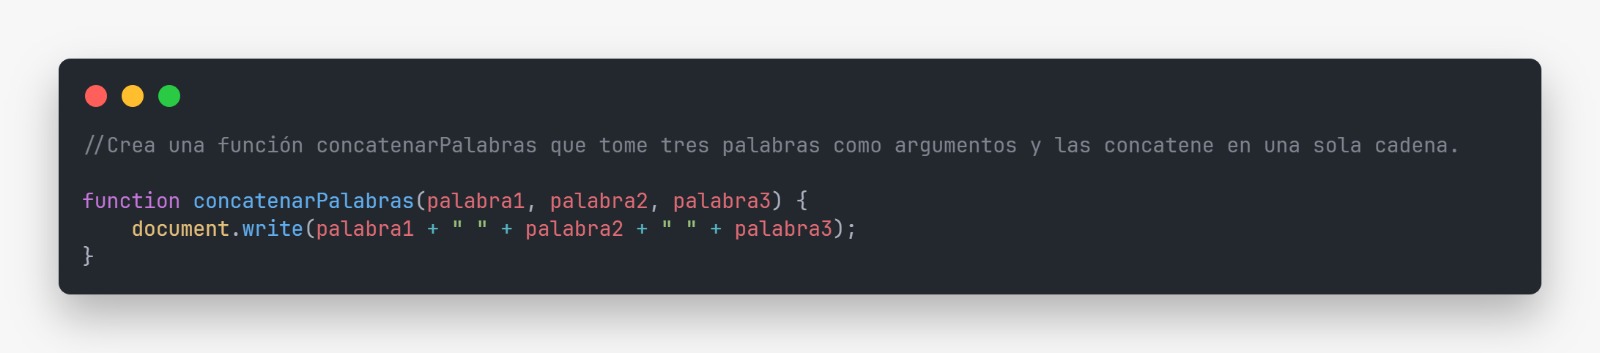 //Crea una función concatenarPalabras que tome tres palabras como argumentos y las concatene en una sola cadena.
function concatenarPalabras(palabra1, palabra2, palabra3) {
    document.write(palabra1 + " " + palabra2 + " " + palabra3);
}